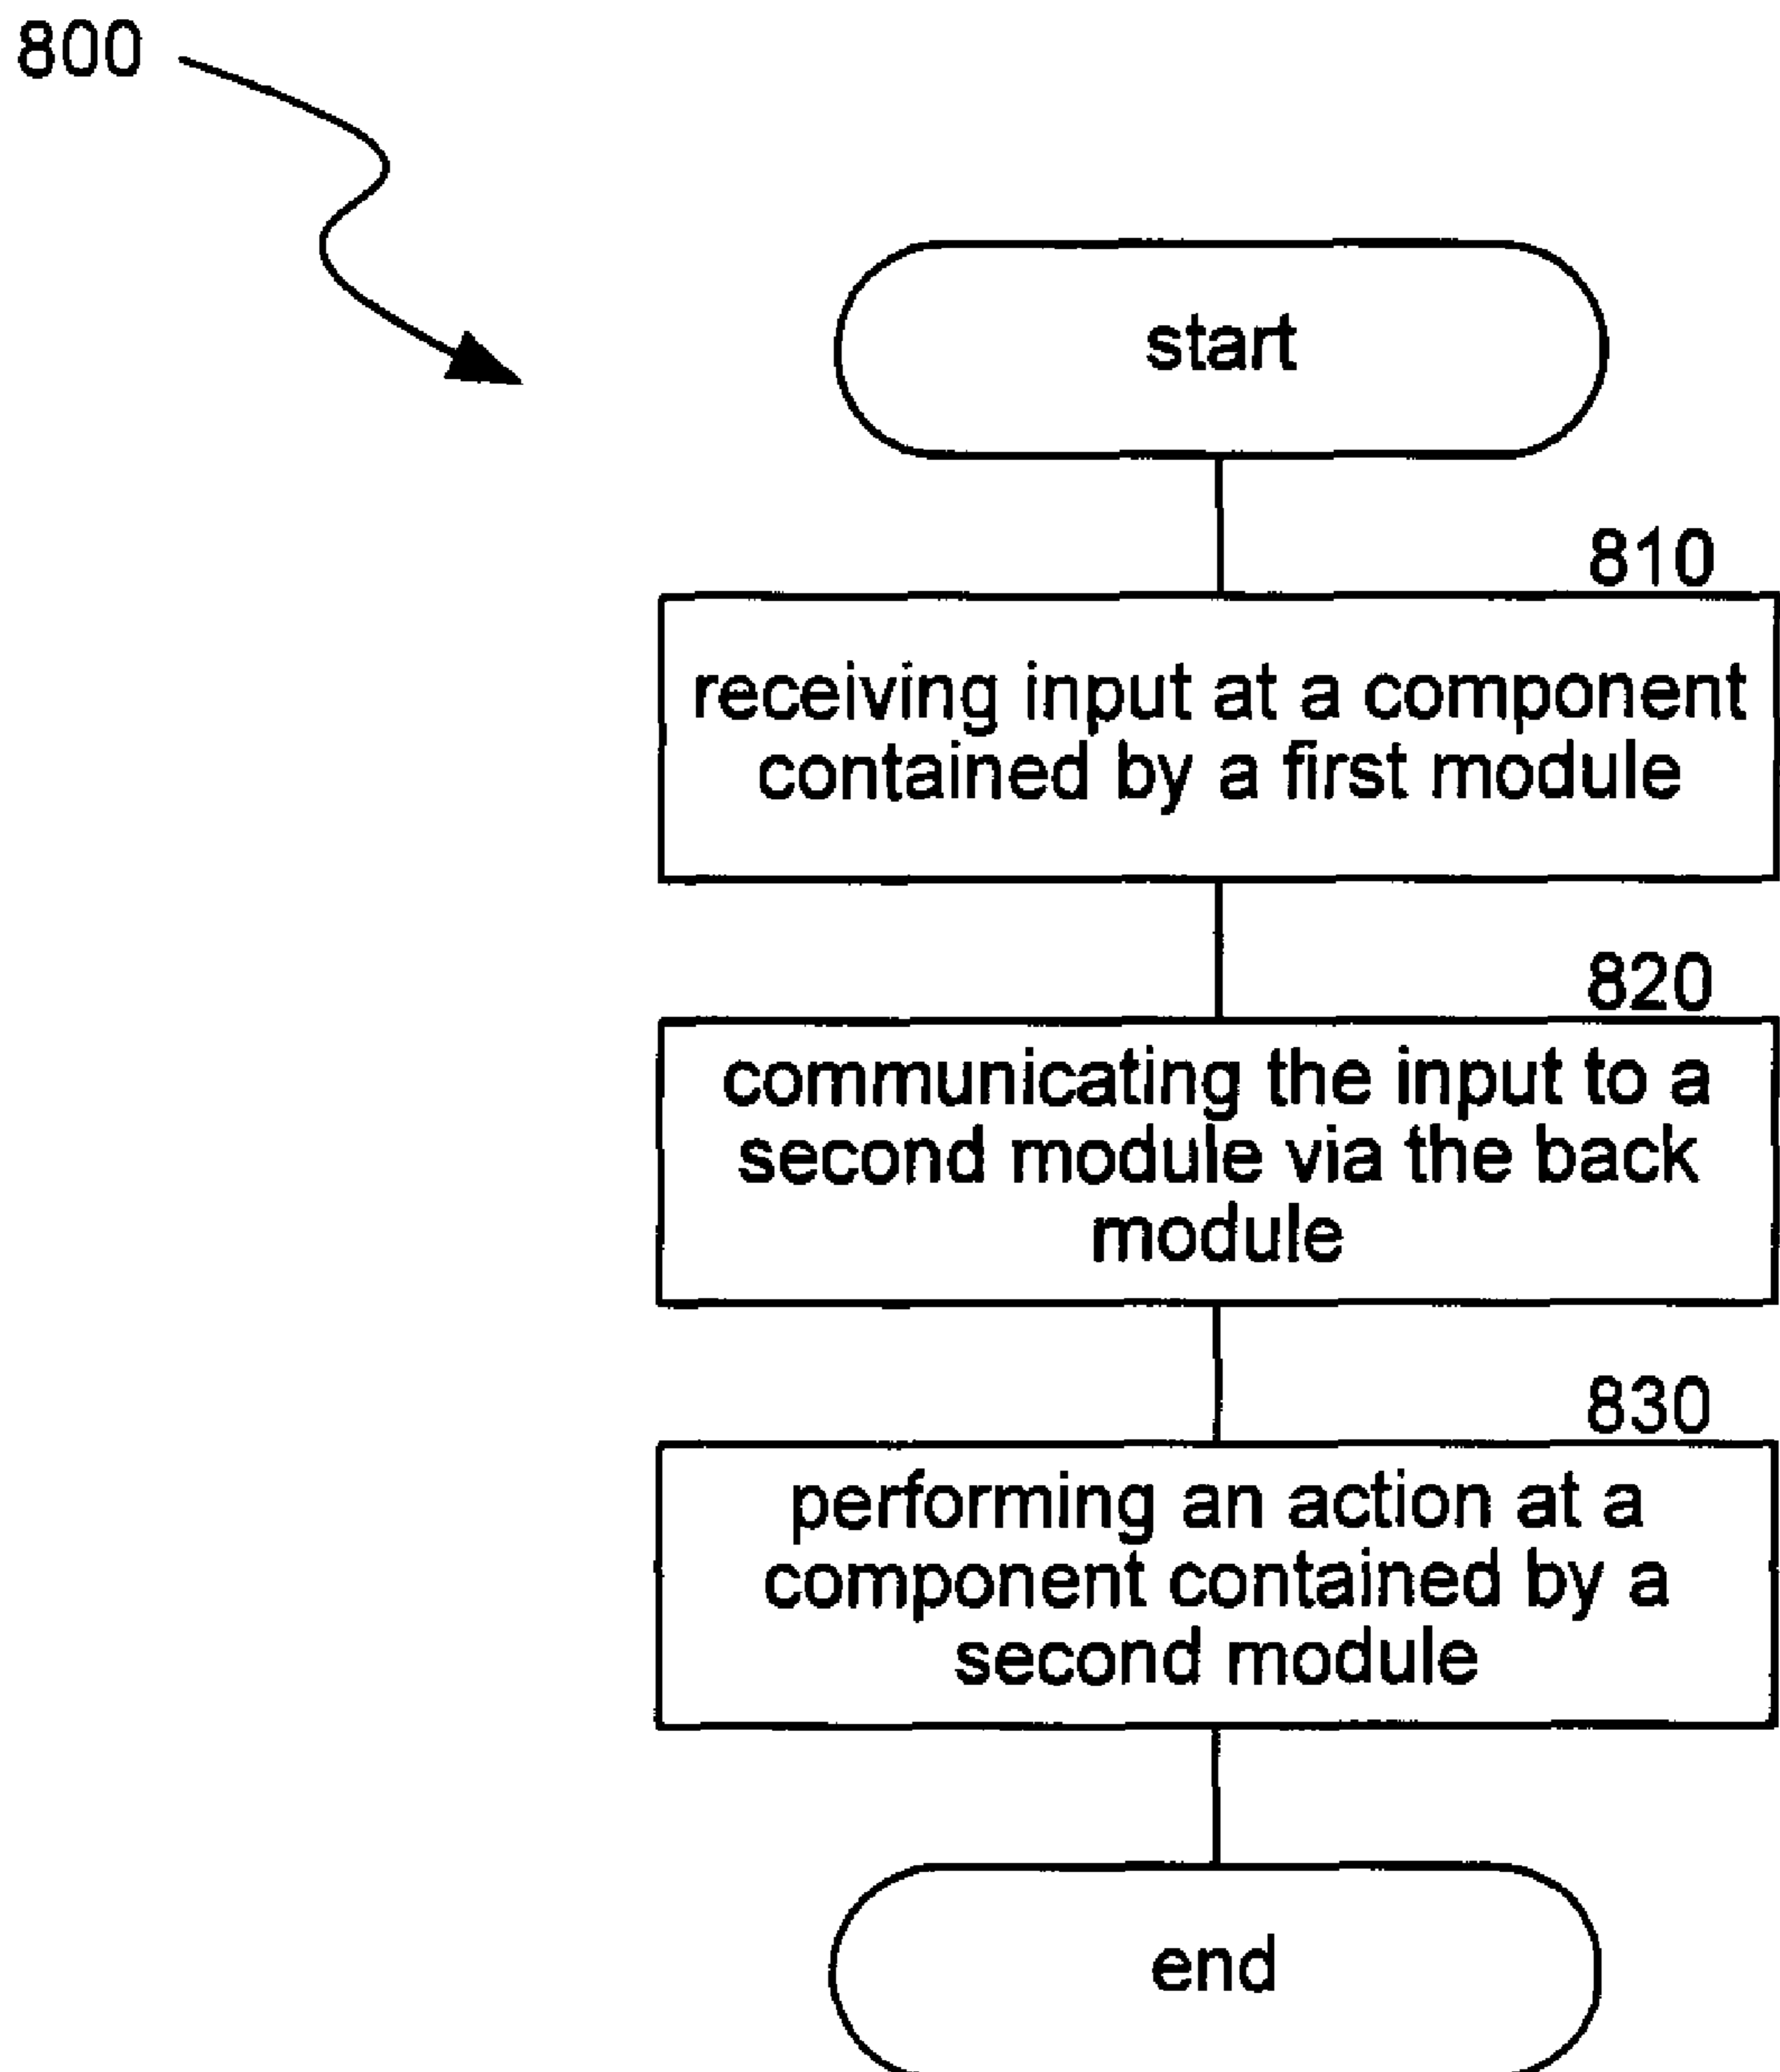 800
start
810
receiving input at a component
contained by a first module
820
communicating the input to a
second module via the back
module
830
performing an action at a
component contained by a
second module
end